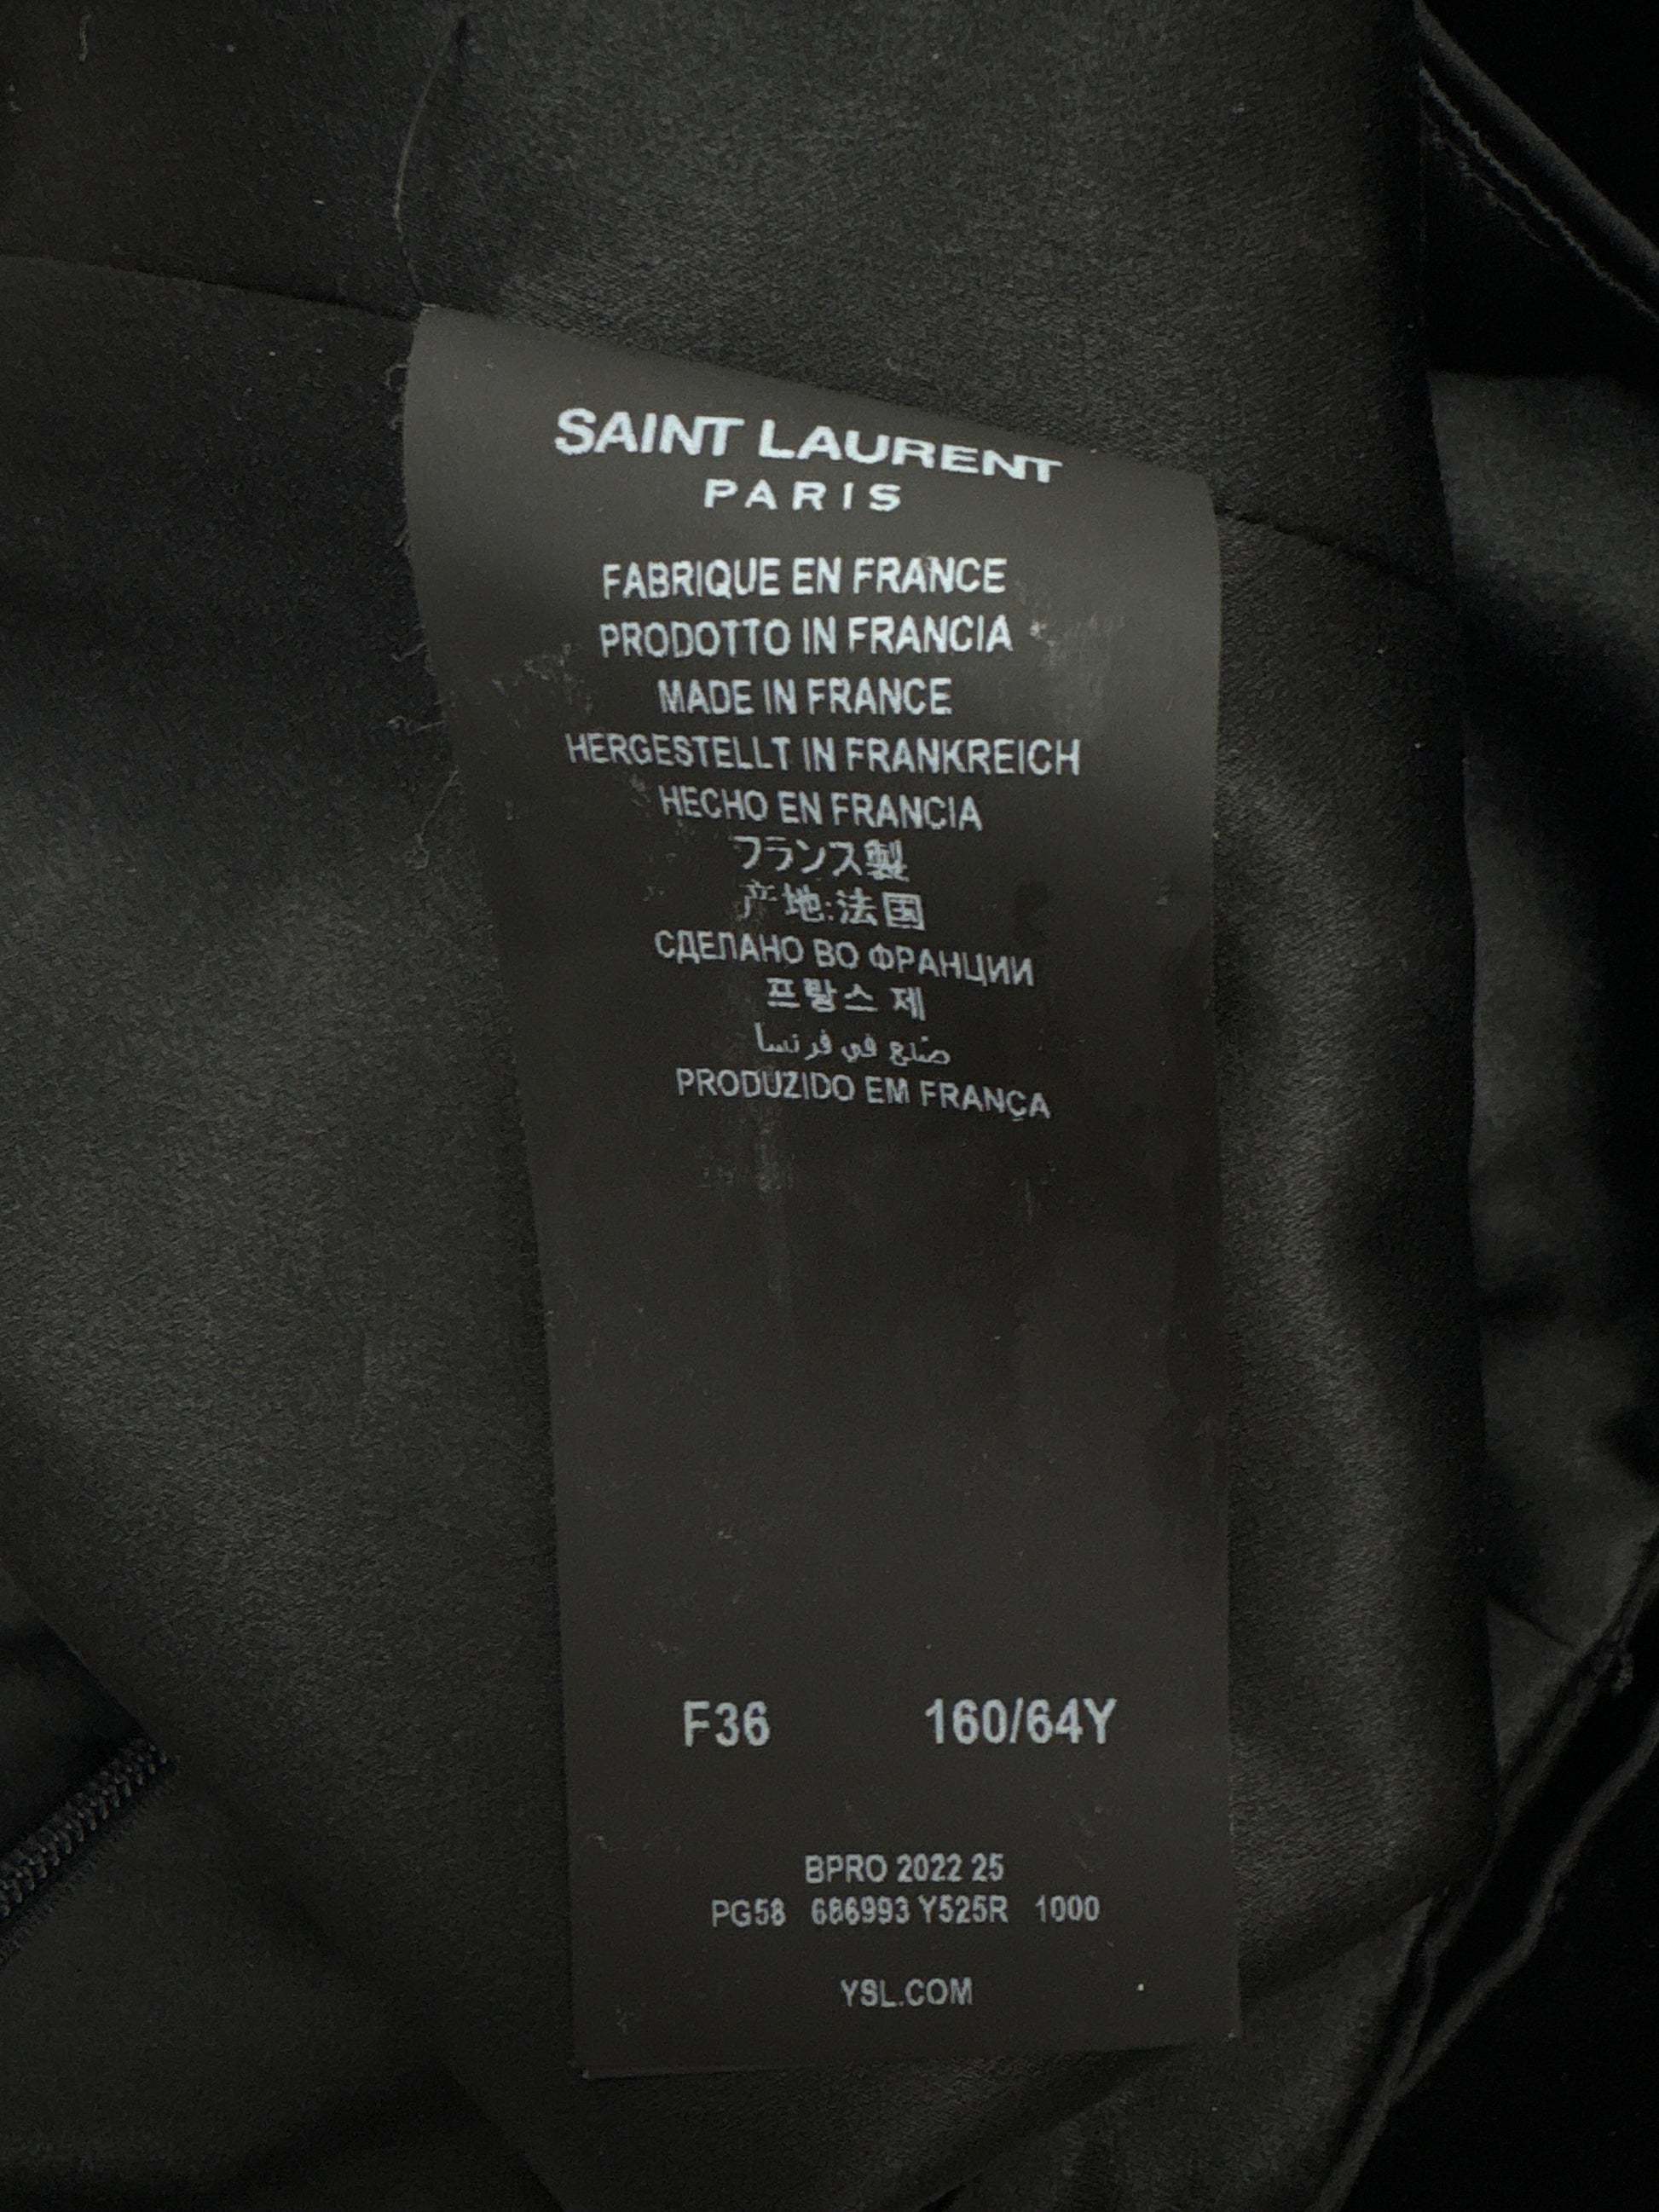 SAINT LAURENT
PARIS
FABRIQUE EN FRANCE
PRODOTTO IN FRANCIA
MADE IN FRANCE
HERGESTELLT IN FRANKREICH
HECHO EN FRANCIA
フランス製
产地:法国
СДЕЛАНО ВО ФРАНЦИИ
프랑스 제
صنع في فرنسا
PRODUZIDO EM FRANÇA
F36 160/64Y
BPRO 2022 25
PG58 686993 Y525R 1000
YSL.COM